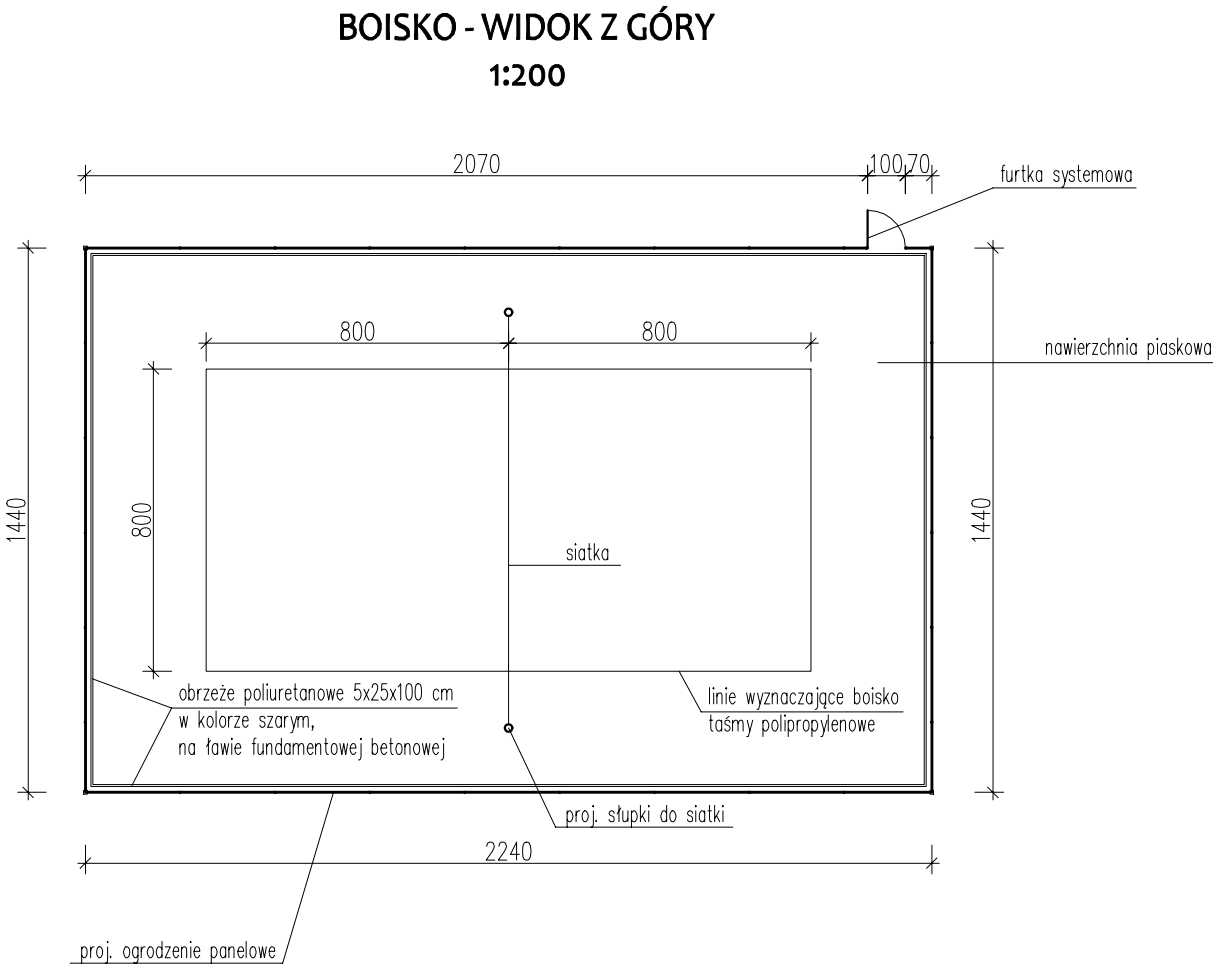 BOISKO - WIDOK Z GÓRY
1:200
2070
100
70
furtka systemowa
800
800
nawierzchnia piaskowa
1440
800
1440
siatka
obrzeże poliuretanowe 5x25x100 cm
w kolorze szarym,
na ławie fundamentowej betonowej
linie wyznaczające boisko
taśmy polipropylenowe
proj. słupki do siatki
2240
proj. ogrodzenie panelowe